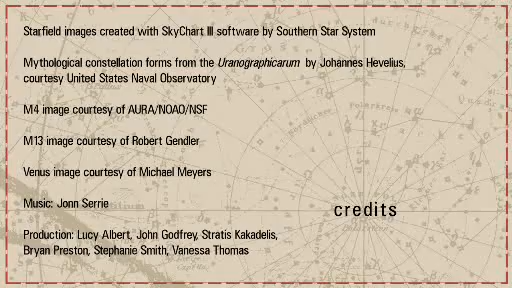 Starfield images created with SkyChart III software by Southern Star System
Mythological constellation forms from the Uranographicarum by Johannes Hevelius,
courtesy United States Naval Observatory
M4 image courtesy of AURA/NOAO/NSF
M13 image courtesy of Robert Gendler
Venus image courtesy of Michael Meyers
Music: Jonn Serrie
credits
Production: Lucy Albert, John Godfrey, Stratis Kakadelis,
Bryan Preston, Stephanie Smith, Vanessa Thomas